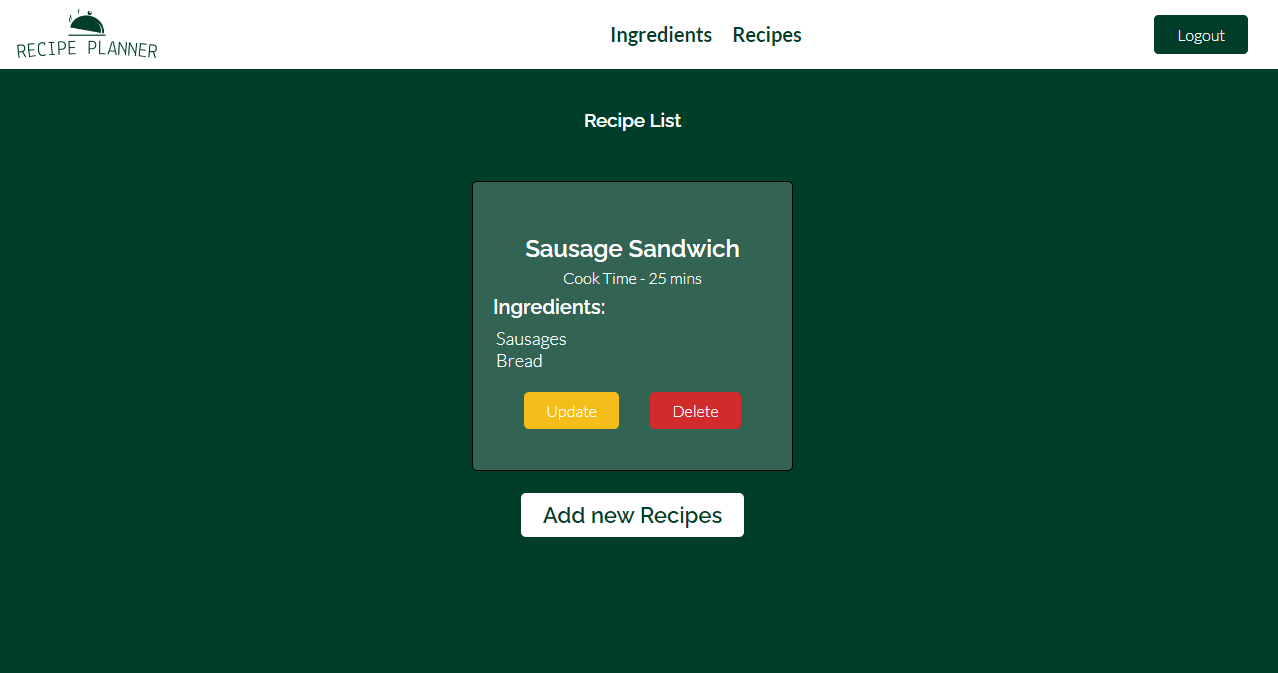 RECIPE PLANNER
Ingredients Recipes
Logout
Recipe List
Sausage Sandwich
Cook Time - 25 mins
Ingredients:
Sausages
Bread
Update Delete
Add new Recipes